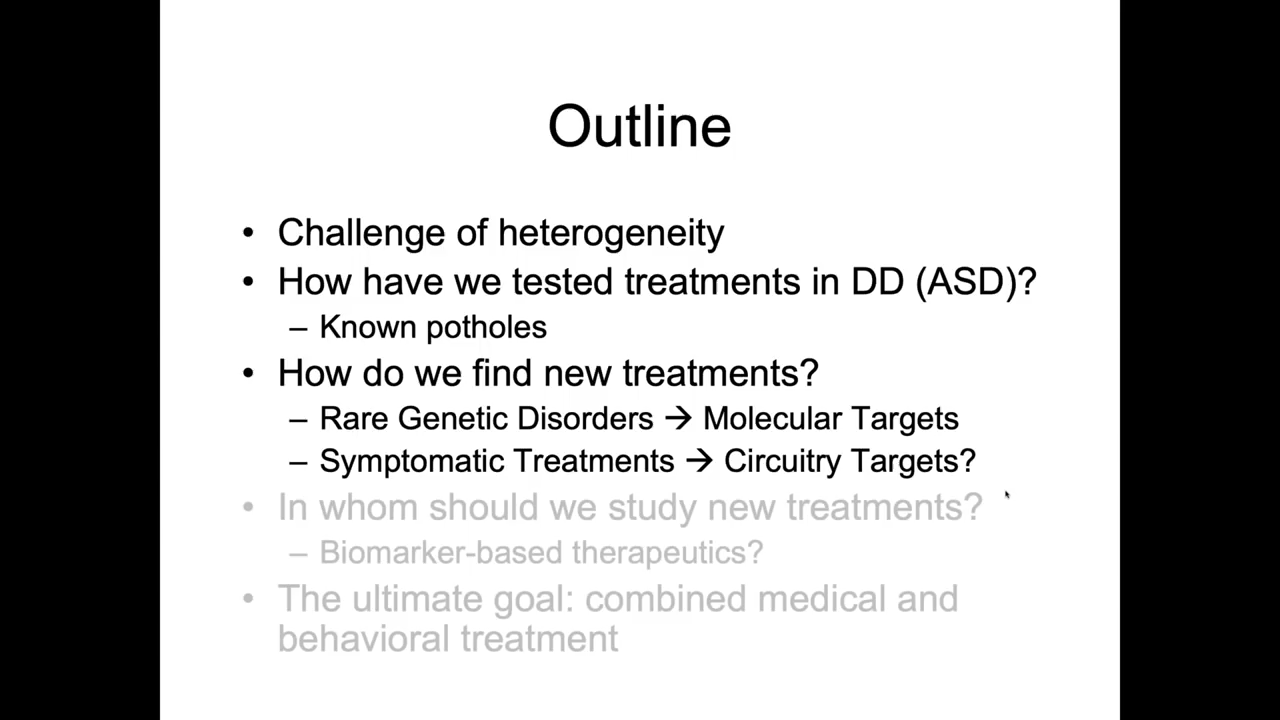 Outline
• Challenge of heterogeneity
• How have we tested treatments in DD (ASD)?
– Known potholes
• How do we find new treatments?
– Rare Genetic Disorders → Molecular Targets
– Symptomatic Treatments → Circuitry Targets?
• In whom should we study new treatments?
– Biomarker-based therapeutics?
• The ultimate goal: combined medical and
behavioral treatment